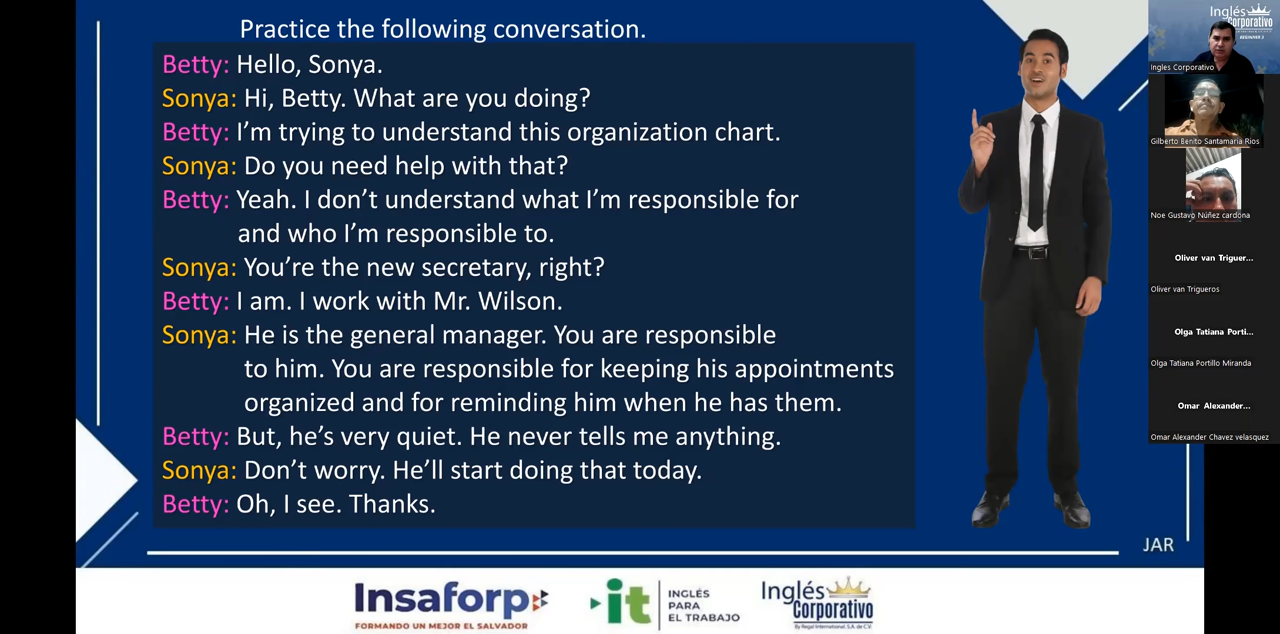 Practice the following conversation.
Betty: Hello, Sonya.
Sonya: Hi, Betty. What are you doing?
Betty: I'm trying to understand this organization chart.
Sonya: Do you need help with that?
Betty: Yeah. I don't understand what I'm responsible for
and who I'm responsible to.
Sonya: You're the new secretary, right?
Betty: I am. I work with Mr. Wilson.
Sonya: He is the general manager. You are responsible
to him. You are responsible for keeping his appointments
organized and for reminding him when he has them.
Betty: But, he's very quiet. He never tells me anything.
Sonya: Don't worry. He'll start doing that today.
Betty: Oh, I see. Thanks.
JAR
Insaforp
FORMANDO UN MEJOR EL SALVADOR
it
INGLÉS
PARA
EL TRABAJO
Inglés
Corporativo
By Regal International, S.A. de C.V.
Inglés
Corporativo
BEGINNER 3
Ingles Corporativo
Gilberto Benito Santamaria Rios
Noe Gustavo Núñez cardona
Oliver van Triguer...
Oliver van Trigueros
Olga Tatiana Porti...
Olga Tatiana Portillo Miranda
Omar Alexander...
Omar Alexander Chavez velasquez